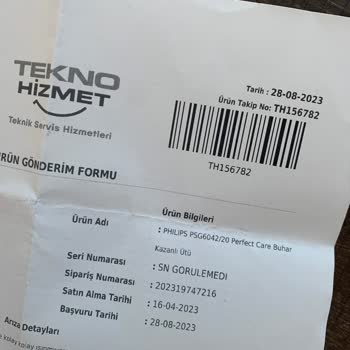 TEKNO
HİZMET
Teknik Servis Hizmetleri
Tarih : 28-08-2023
Ürün Takip No: TH156782
TH156782
ÜRÜN GÖNDERİM FORMU
Ürün Bilgileri
Ürün Adı : PHILIPS PSG6042/20 Perfect Care Buhar
Kazanlı Ütü
Seri Numarası : SN GORULEMEDI
Sipariş Numarası : 202319747216
Satın Alma Tarihi : 16-04-2023
Başvuru Tarihi : 28-08-2023
Arıza Detayları
kolay